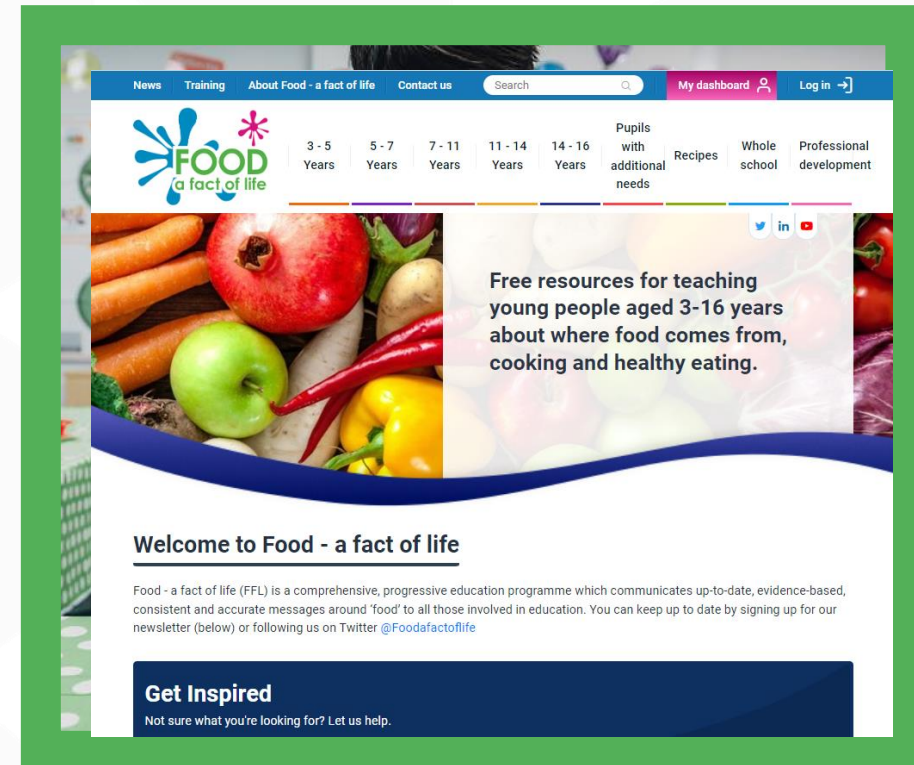 News Training About Food - a fact of life Contact us Search My dashboard Log in
FOOD
a fact of life
3 - 5 Years
5 - 7 Years
7 - 11 Years
11 - 14 Years
14 - 16 Years
Pupils with additional needs
Recipes
Whole school
Professional development
in
Free resources for teaching
young people aged 3-16 years
about where food comes from,
cooking and healthy eating.
Welcome to Food - a fact of life
Food - a fact of life (FFL) is a comprehensive, progressive education programme which communicates up-to-date, evidence-based,
consistent and accurate messages around ‘food’ to all those involved in education. You can keep up to date by signing up for our
newsletter (below) or following us on Twitter @Foodafactoflife
Get Inspired
Not sure what you're looking for? Let us help.